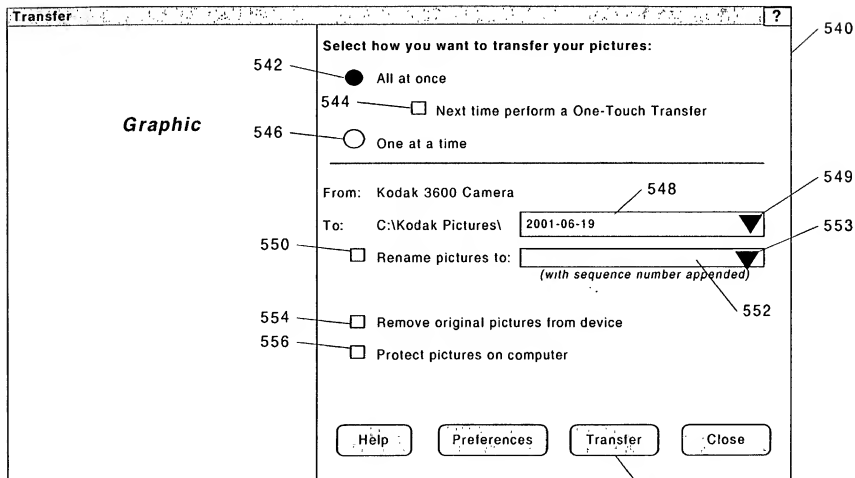 Transfer ?
540
Select how you want to transfer your pictures:
542
All at once
544
Next time perform a One-Touch Transfer
Graphic
546
One at a time
549
From: Kodak 3600 Camera
548
To: C:\Kodak Pictures\ 2001-06-19
553
550
Rename pictures to:
(with sequence number appended)
552
554
Remove original pictures from device
556
Protect pictures on computer
Help Preferences Transfer Close